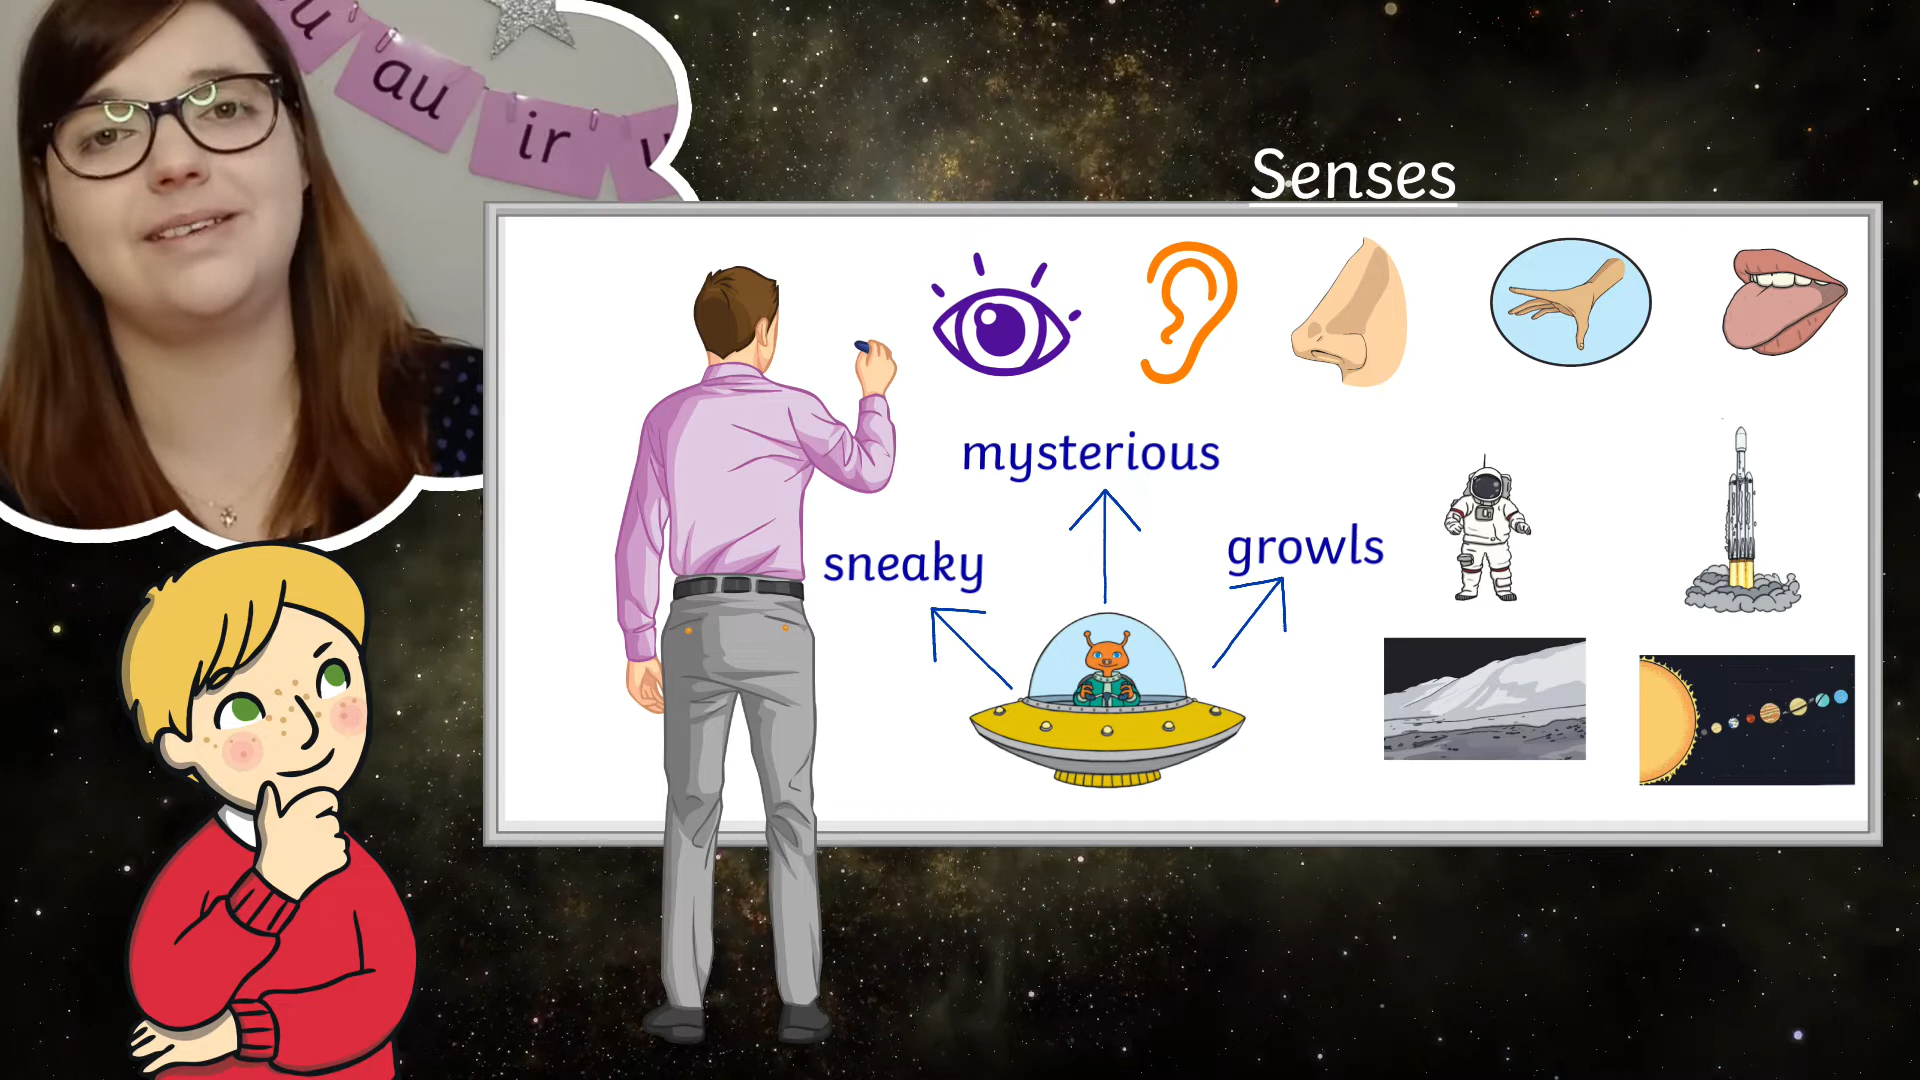 au
ir
Senses
mysterious
sneaky
growls